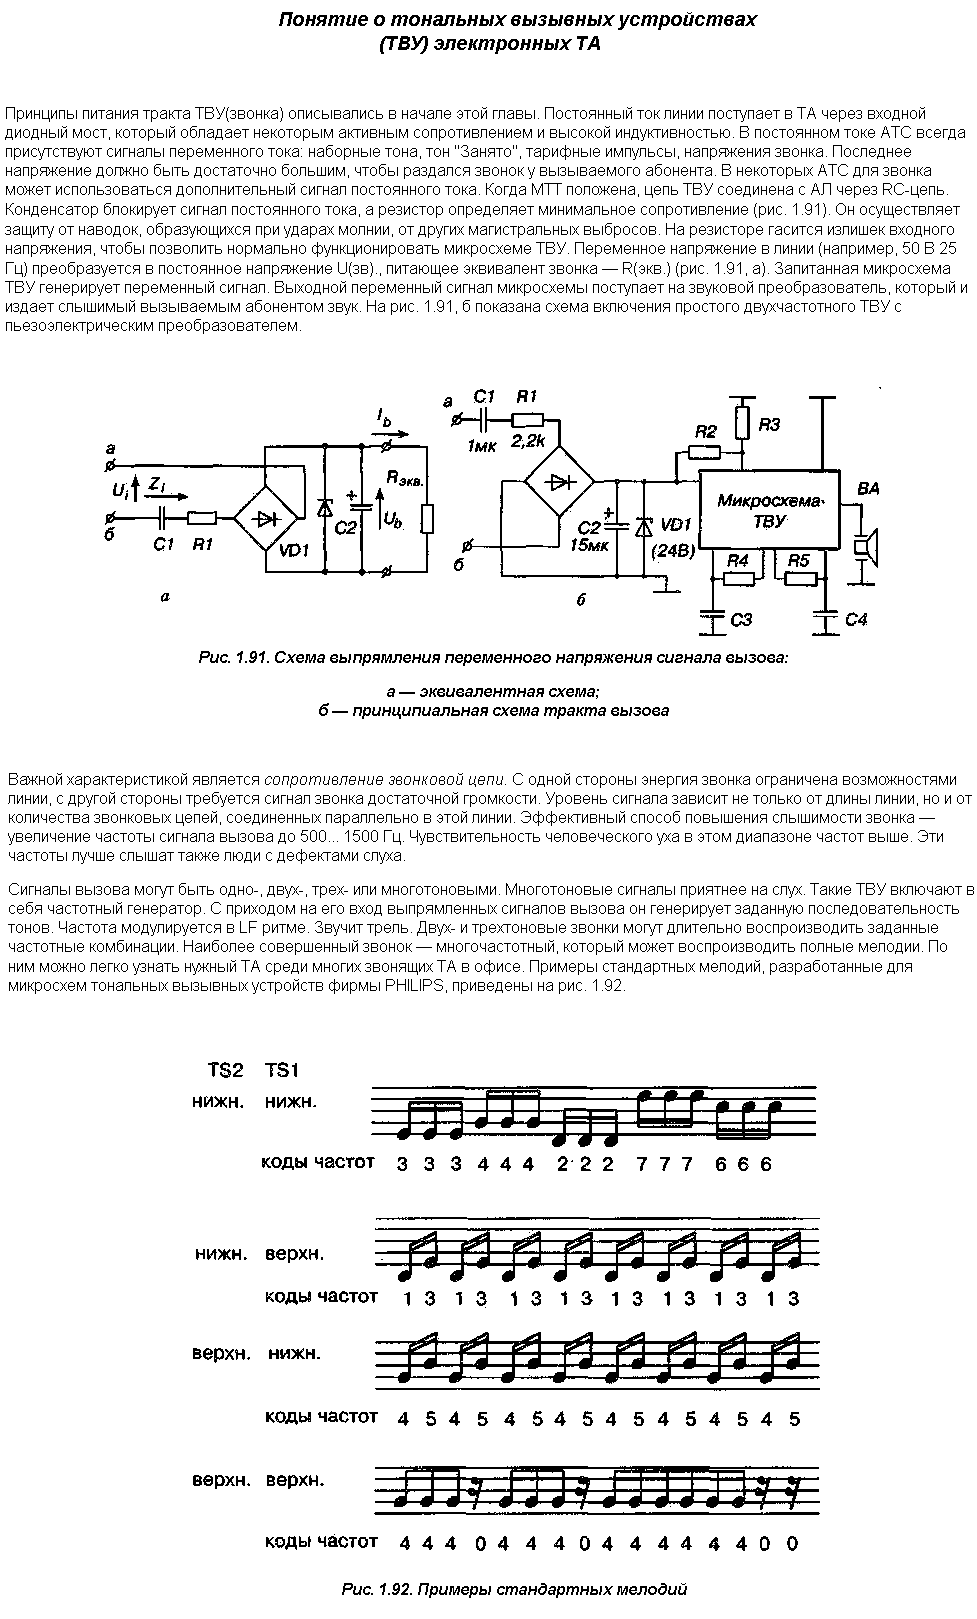 Понятие о тональных вызывных устройствах
(ТВУ) электронных ТА
Принципы питания тракта ТВУ(звонка) описывались в начале этой главы. Постоянный ток линии поступает в ТА через входной
диодный мост, который обладает некоторым активным сопротивлением и высокой индуктивностью. В постоянном токе АТС всегда
присутствуют сигналы переменного тока: наборные тона, тон "Занято", тарифные импульсы, напряжения звонка. Последнее
напряжение должно быть достаточно большим, чтобы раздался звонок у вызываемого абонента. В некоторых АТС для звонка
может использоваться дополнительный сигнал постоянного тока. Когда МТТ положена, цепь ТВУ соединена с АЛ через RC-цепь.
Конденсатор блокирует сигнал постоянного тока, а резистор определяет минимальное сопротивление (рис. 1.91). Он осуществляет
защиту от наводок, образующихся при ударах молнии, от других магистральных выбросов. На резисторе гасится излишек входного
напряжения, чтобы позволить нормально функционировать микросхеме ТВУ. Переменное напряжение в линии (например, 50 В 25
Гц) преобразуется в постоянное напряжение U(зв)., питающее эквивалент звонка — R(экв.) (рис. 1.91, а). Запитанная микросхема
ТВУ генерирует переменный сигнал. Выходной переменный сигнал микросхемы поступает на звуковой преобразователь, который и
издает слышимый вызываемым абонентом звук. На рис. 1.91, б показана схема включения простого двухчастотного ТВУ с
пьезоэлектрическим преобразователем.
а
Ui
Zi
б
C1
R1
VD1
C2
+
Ib
Ub
Rэкв.
а
а
C1
R1
1мк
2,2k
б
C2
15мк
+
VD1
(24В)
R2
R3
Микросхема-
ТВУ
BA
R4
R5
C3
C4
б
Рис. 1.91. Схема выпрямления переменного напряжения сигнала вызова:
а — эквивалентная схема;
б — принципиальная схема тракта вызова
Важной характеристикой является сопротивление звонковой цепи. С одной стороны энергия звонка ограничена возможностями
линии, с другой стороны требуется сигнал звонка достаточной громкости. Уровень сигнала зависит не только от длины линии, но и от
количества звонковых цепей, соединенных параллельно в этой линии. Эффективный способ повышения слышимости звонка —
увеличение частоты сигнала вызова до 500... 1500 Гц. Чувствительность человеческого уха в этом диапазоне частот выше. Эти
частоты лучше слышат также люди с дефектами слуха.
Сигналы вызова могут быть одно-, двух-, трех- или многотоновыми. Многотоновые сигналы приятнее на слух. Такие ТВУ включают в
себя частотный генератор. С приходом на его вход выпрямленных сигналов вызова он генерирует заданную последовательность
тонов. Частота модулируется в LF ритме. Звучит трель. Двух- и трехтоновые звонки могут длительно воспроизводить заданные
частотные комбинации. Наиболее совершенный звонок — многочастотный, который может воспроизводить полные мелодии. По
ним можно легко узнать нужный ТА среди многих звонящих ТА в офисе. Примеры стандартных мелодий, разработанные для
микросхем тональных вызывных устройств фирмы PHILIPS, приведены на рис. 1.92.
TS2 TS1
нижн. нижн.
коды частот 3 3 3 4 4 4 2 2 2 7 7 7 6 6 6
нижн. верхн.
коды частот 1 3 1 3 1 3 1 3 1 3 1 3 1 3 1 3
верхн. нижн.
коды частот 4 5 4 5 4 5 4 5 4 5 4 5 4 5 4 5
верхн. верхн.
коды частот 4 4 4 0 4 4 4 0 4 4 4 4 4 4 0 0
Рис. 1.92. Примеры стандартных мелодий